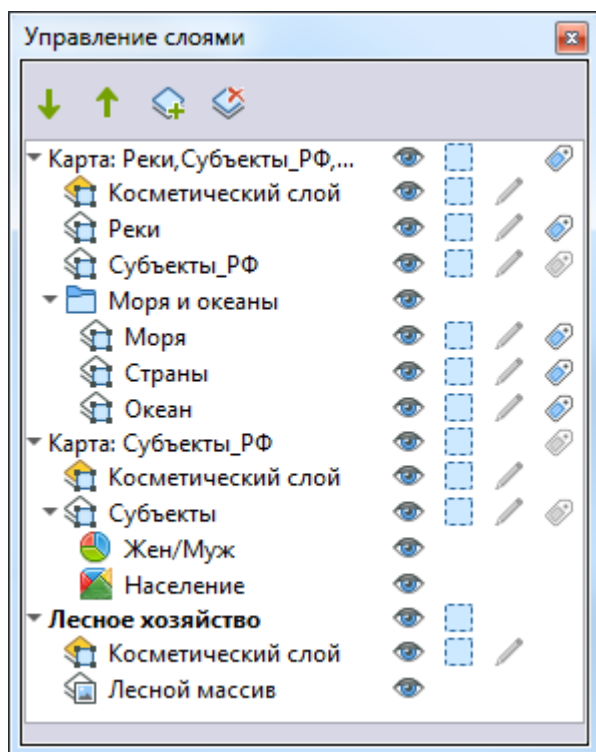 Управление слоями
Карта: Реки,Субъекты_РФ,...
Косметический слой
Реки
Субъекты_РФ
Моря и океаны
Моря
Страны
Океан
Карта: Субъекты_РФ
Косметический слой
Субъекты
Жен/Муж
Население
Лесное хозяйство
Косметический слой
Лесной массив